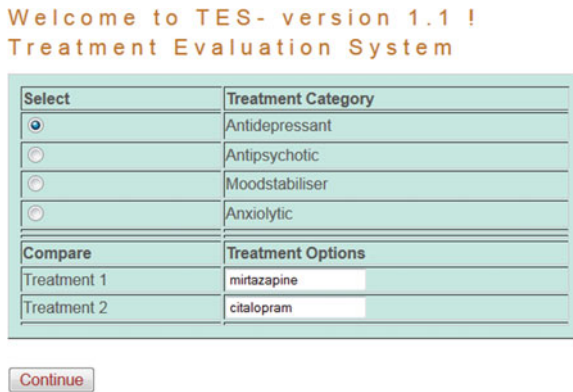 Welcome to TES- version 1.1 !
Treatment Evaluation System
Select Treatment Category
Antidepressant
Antipsychotic
Moodstabiliser
Anxiolytic
Compare Treatment Options
Treatment 1 mirtazapine
Treatment 2 citalopram
Continue